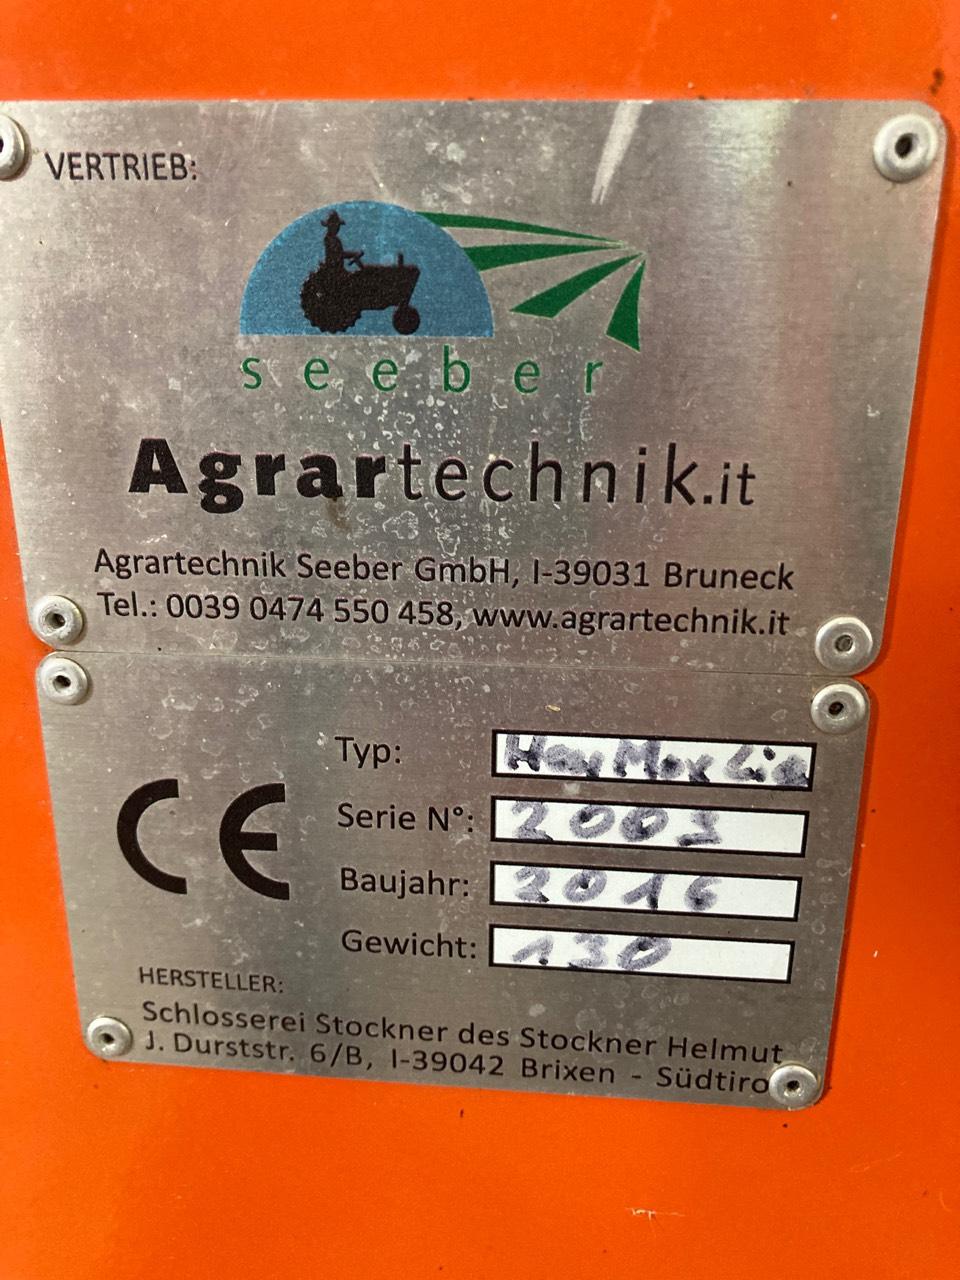 VERTRIEB:
seeber
Agrartechnik.it
Agrartechnik Seeber GmbH, I-39031 Bruneck
Tel.: 0039 0474 550 458, www.agrartechnik.it
Typ: HayMax
Serie N°: 2003
Baujahr: 2016
Gewicht: 130
CE
HERSTELLER:
Schlosserei Stockner des Stockner Helmut
J. Durststr. 6/B, I-39042 Brixen - Südtiro